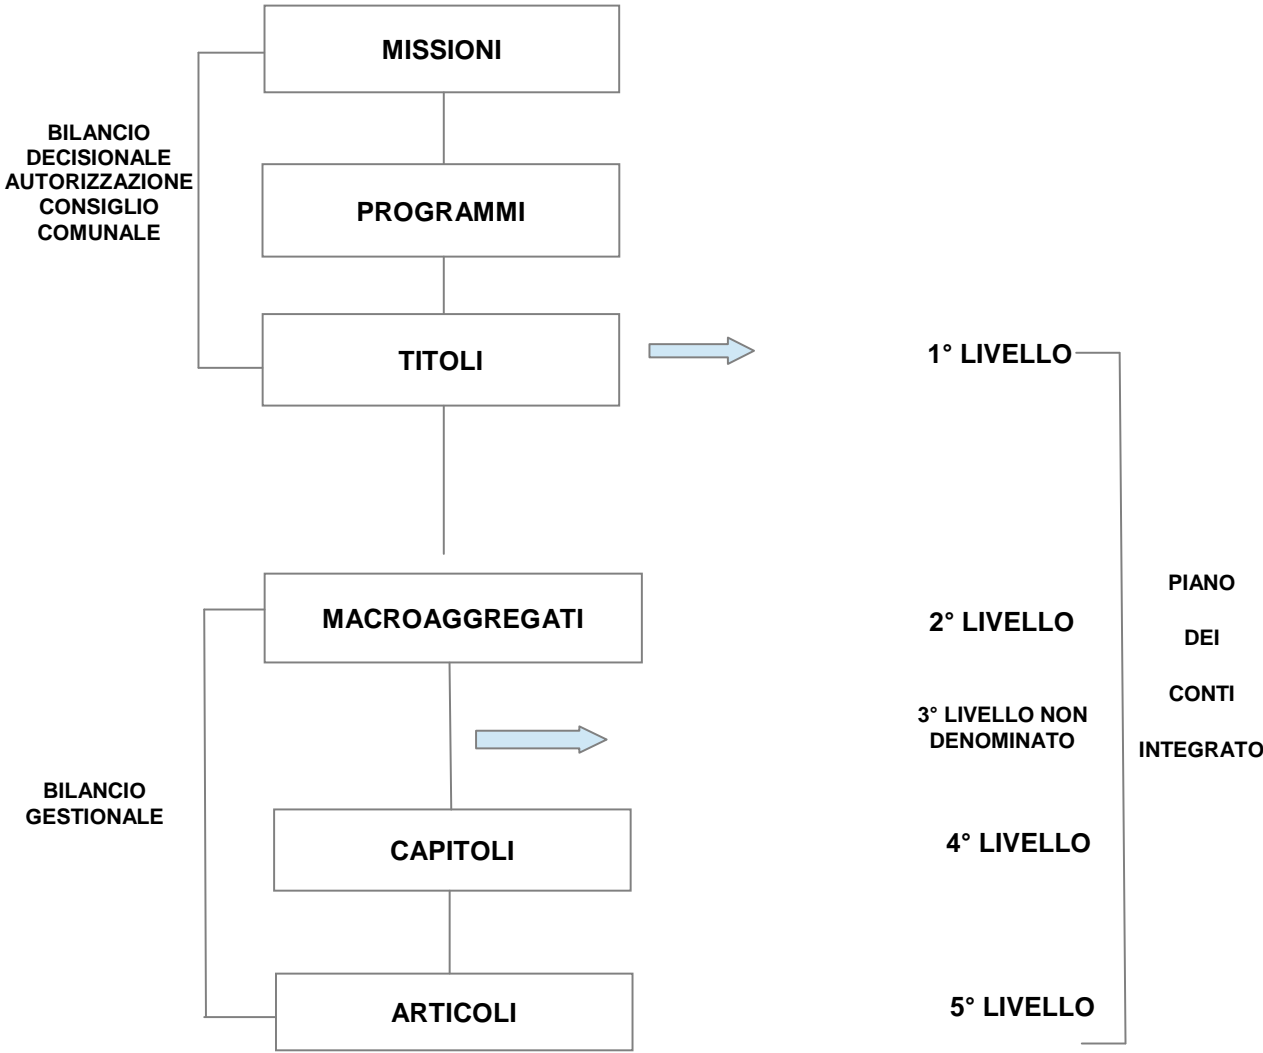 MISSIONI
BILANCIO
DECISIONALE
AUTORIZZAZIONE
CONSIGLIO
COMUNALE
PROGRAMMI
TITOLI
1° LIVELLO
MACROAGGREGATI
2° LIVELLO
3° LIVELLO NON
DENOMINATO
PIANO
DEI
CONTI
INTEGRATO
BILANCIO
GESTIONALE
CAPITOLI
4° LIVELLO
ARTICOLI
5° LIVELLO